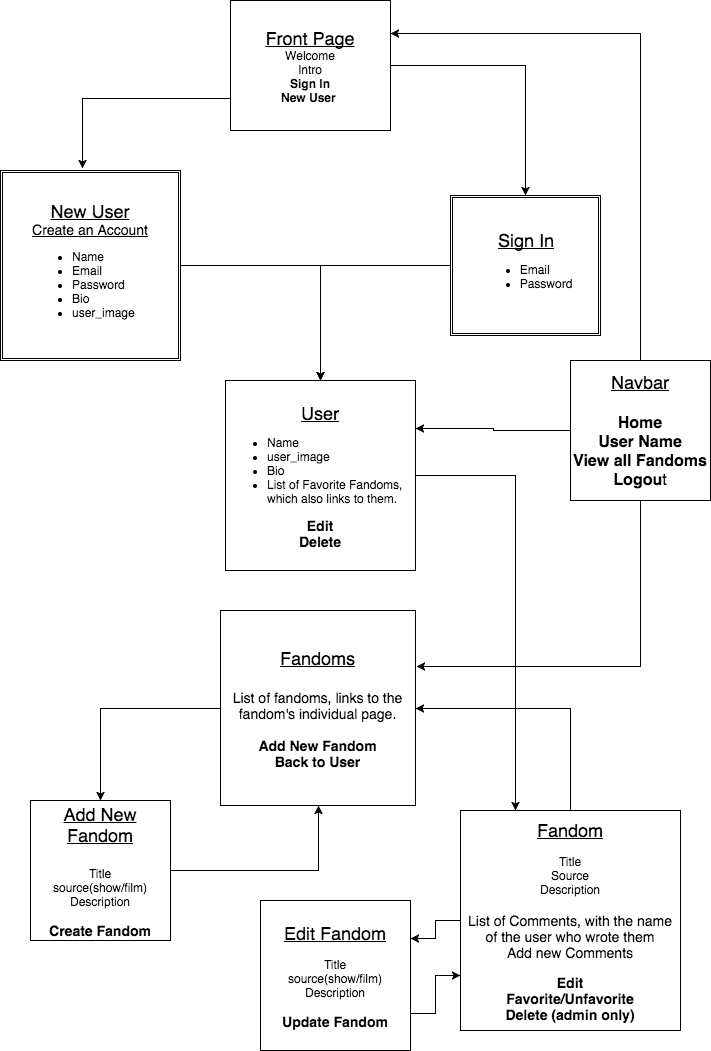 Front Page
Welcome
Intro
Sign In
New User
New User
Create an Account
Name
Email
Password
Bio
user_image
Sign In
Email
Password
Navbar
Home
User Name
View all Fandoms
Logout
User
Name
user_image
Bio
List of Favorite Fandoms,
which also links to them.
Edit
Delete
Fandoms
List of fandoms, links to the
fandom's individual page.
Add New Fandom
Back to User
Add New
Fandom
Title
source(show/film)
Description
Create Fandom
Fandom
Title
Source
Description
List of Comments, with the name
of the user who wrote them
Add new Comments
Edit
Favorite/Unfavorite
Delete (admin only)
Edit Fandom
Title
source(show/film)
Description
Update Fandom